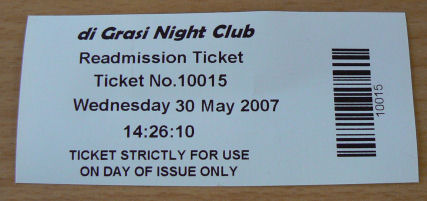 di Grasi Night Club
Readmission Ticket
Ticket No.10015
Wednesday 30 May 2007
14:26:10
TICKET STRICTLY FOR USE
ON DAY OF ISSUE ONLY
10015